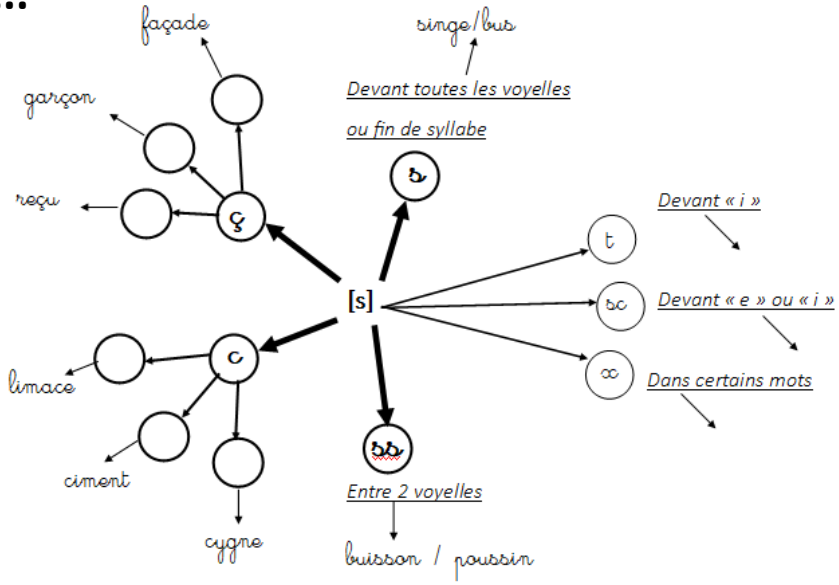 ...
façade
singe/bus
Devant toutes les voyelles
ou fin de syllabe
garçon
s
reçu
ç
Devant « i »
t
[s]
sc
Devant « e » ou « i »
c
x
Dans certains mots
limace
ciment
ss
Entre 2 voyelles
cygne
buisson / poussin